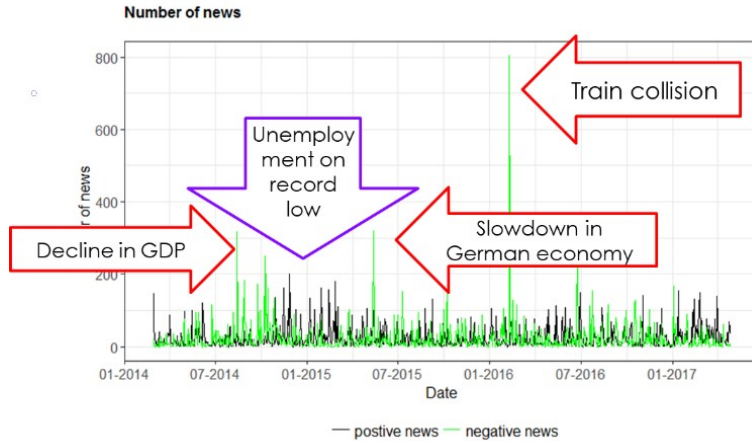 Number of news
800
Train collision
600
Unemploy
ment on
record
low
400
r of news
Decline in GDP
Slowdown in
German economy
200
0
01-2014
07-2014
01-2015
07-2015
01-2016
07-2016
01-2017
Date
postive news
negative news